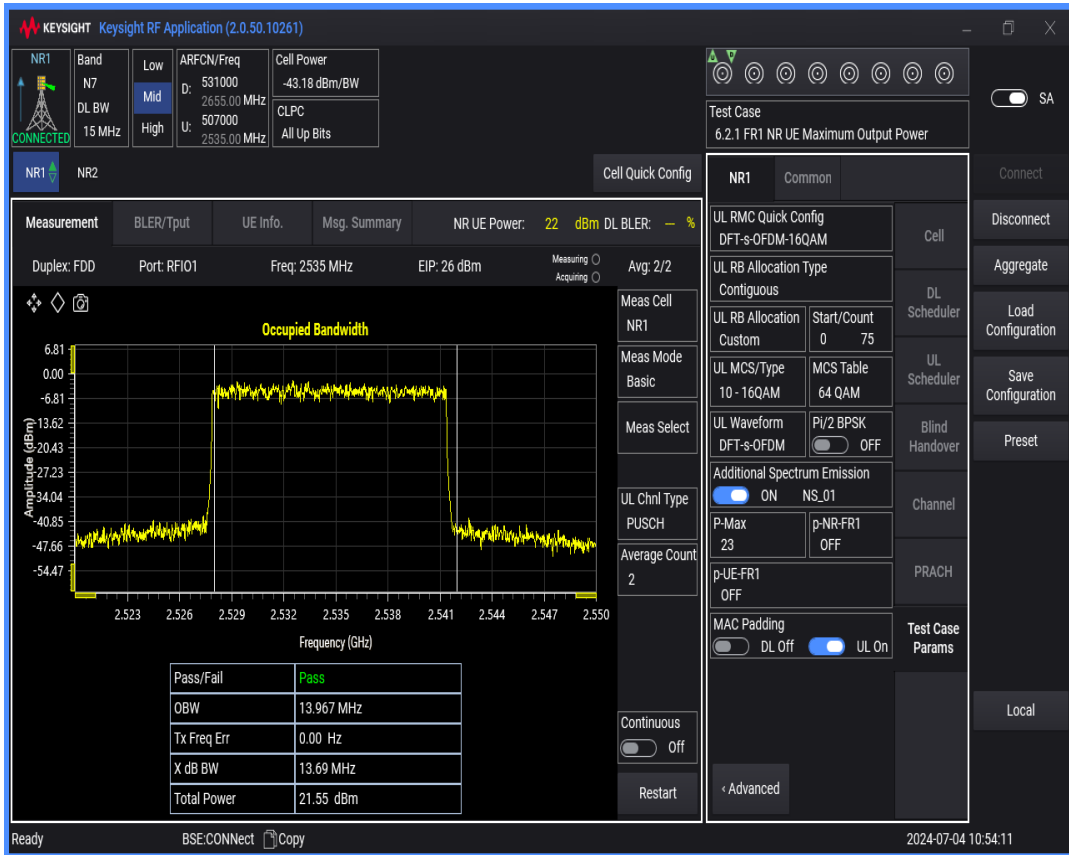 KEYSIGHT Keysight RF Application (2.0.50.10261)
NR1
CONNECTED
Band
N7
DL BW
15 MHz
Low
Mid
High
ARFCN/Freq
D: 531000
2655.00 MHz
U: 507000
2535.00 MHz
Cell Power
-43.18 dBm/BW
CLPC
All Up Bits
Test Case
6.2.1 FR1 NR UE Maximum Output Power
SA
NR1 NR2
Cell Quick Config
Measurement BLER/Tput UE Info. Msg. Summary NR UE Power: 22 dBm DL BLER: --- %
Duplex: FDD Port: RFIO1 Freq: 2535 MHz EIP: 26 dBm Measuring Avg: 2/2
Acquiring
Occupied Bandwidth
Amplitude (dBm)
6.81
0.00
-6.81
-13.62
-20.43
-27.23
-34.04
-40.85
-47.66
-54.47
2.523 2.526 2.529 2.532 2.535 2.538 2.541 2.544 2.547 2.550
Frequency (GHz)
Pass/Fail Pass
OBW 13.967 MHz
Tx Freq Err 0.00 Hz
X dB BW 13.69 MHz
Total Power 21.55 dBm
Meas Cell
NR1
Meas Mode
Basic
Meas Select
UL Chnl Type
PUSCH
Average Count
2
Continuous
Off
Restart
NR1 Common
UL RMC Quick Config
DFT-s-OFDM-16QAM
UL RB Allocation Type
Contiguous
UL RB Allocation
Custom
Start/Count
0 75
UL MCS/Type
10 - 16QAM
MCS Table
64 QAM
UL Waveform
DFT-s-OFDM
Pi/2 BPSK
OFF
Additional Spectrum Emission
ON NS_01
P-Max
23
p-NR-FR1
OFF
p-UE-FR1
OFF
MAC Padding
DL Off UL On
‹ Advanced
Cell
DL
Scheduler
UL
Scheduler
Blind
Handover
Channel
PRACH
Test Case
Params
Connect
Disconnect
Aggregate
Load
Configuration
Save
Configuration
Preset
Local
Ready BSE:CONNect Copy 2024-07-04 10:54:11